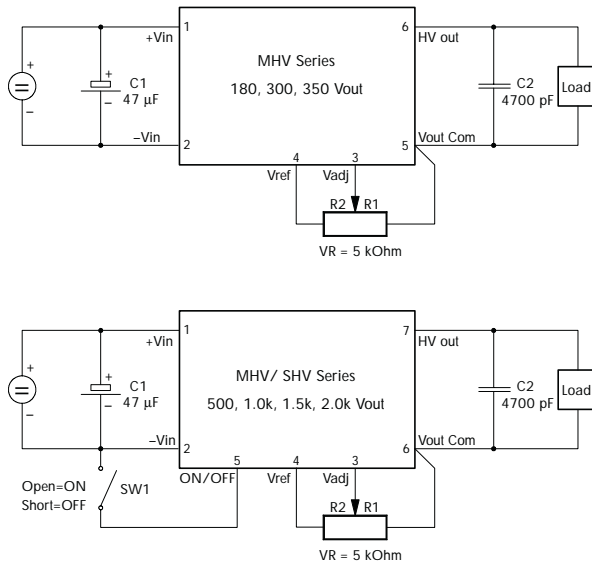 1
6
+Vin
HV out
MHV Series
180, 300, 350 Vout
+
+
C1
47 µF
C2
4700 pF
Load
=
−
−
−Vin
2
5
Vout Com
4
3
Vref
Vadj
R2
R1
VR = 5 kOhm
1
7
+Vin
HV out
MHV/ SHV Series
500, 1.0k, 1.5k, 2.0k Vout
+
+
C1
47 µF
C2
4700 pF
Load
=
−
−
−Vin
2
6
Vout Com
5
4
3
ON/OFF
Vref
Vadj
Open=ON
Short=OFF
SW1
R2
R1
VR = 5 kOhm